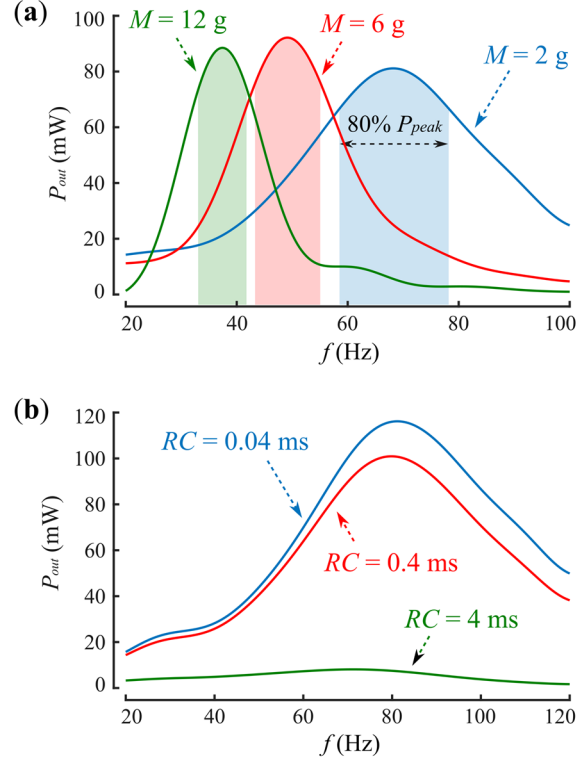 (a)
M = 12 g
M = 6 g
M = 2 g
80% Ppeak
100
80
60
40
20
0
Pout (mW)
20 40 60 80 100
f (Hz)
(b)
RC = 0.04 ms
RC = 0.4 ms
RC = 4 ms
120
100
80
60
40
20
0
Pout (mW)
20 40 60 80 100 120
f (Hz)